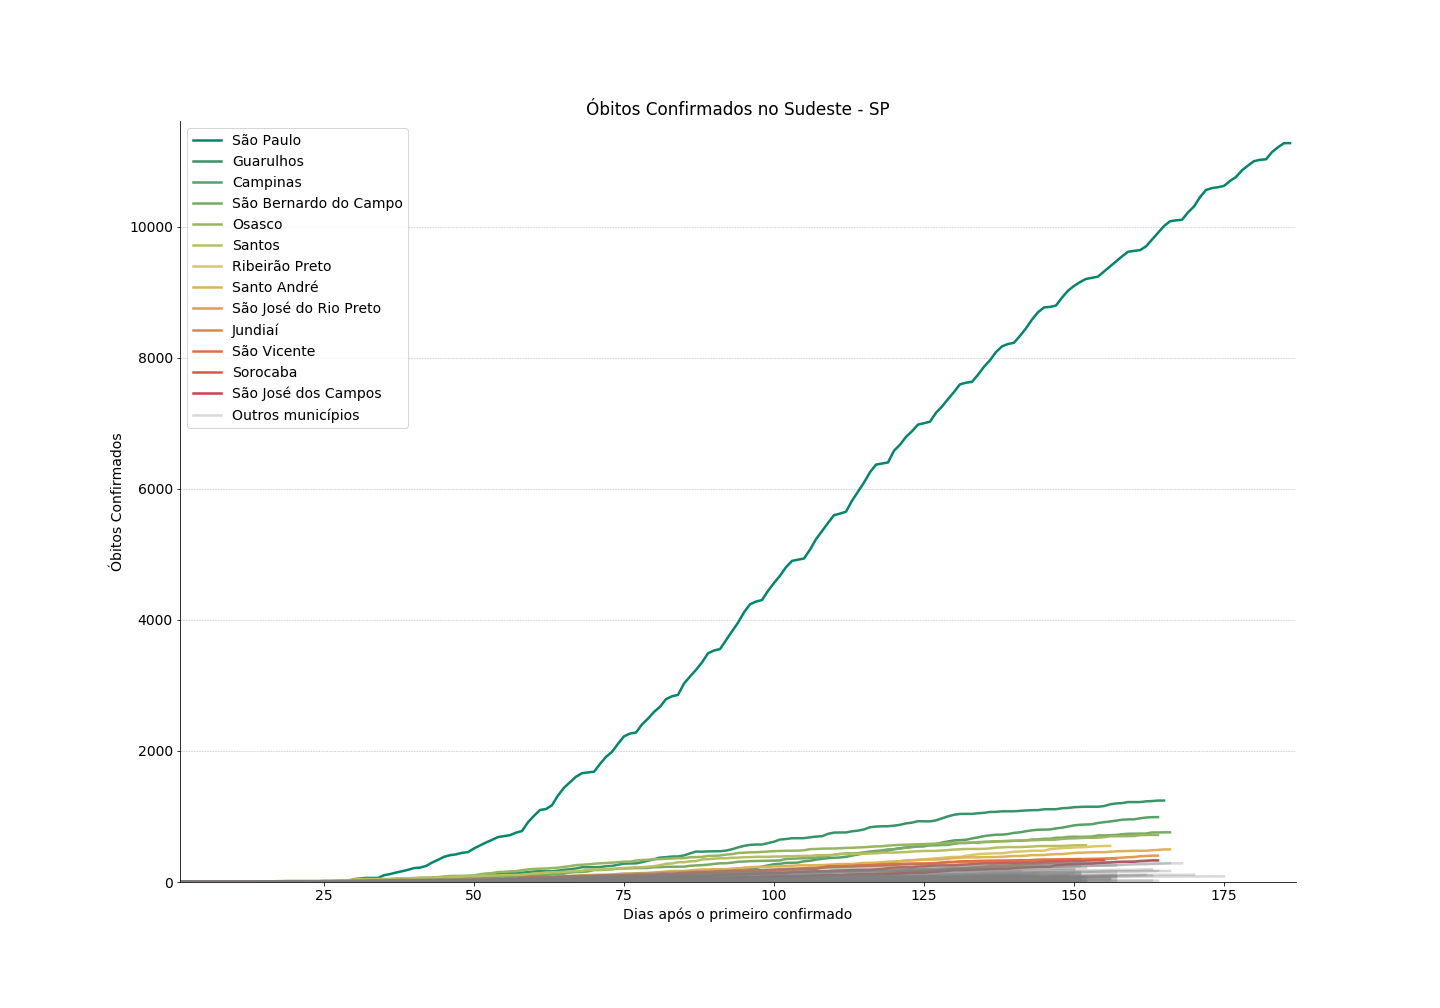 Óbitos Confirmados no Sudeste - SP
São Paulo
Guarulhos
Campinas
São Bernardo do Campo
Osasco
Santos
Ribeirão Preto
Santo André
São José do Rio Preto
Jundiaí
São Vicente
Sorocaba
São José dos Campos
Outros municípios
10000
8000
6000
4000
2000
0
Óbitos Confirmados
25 50 75 100 125 150 175
Dias após o primeiro confirmado